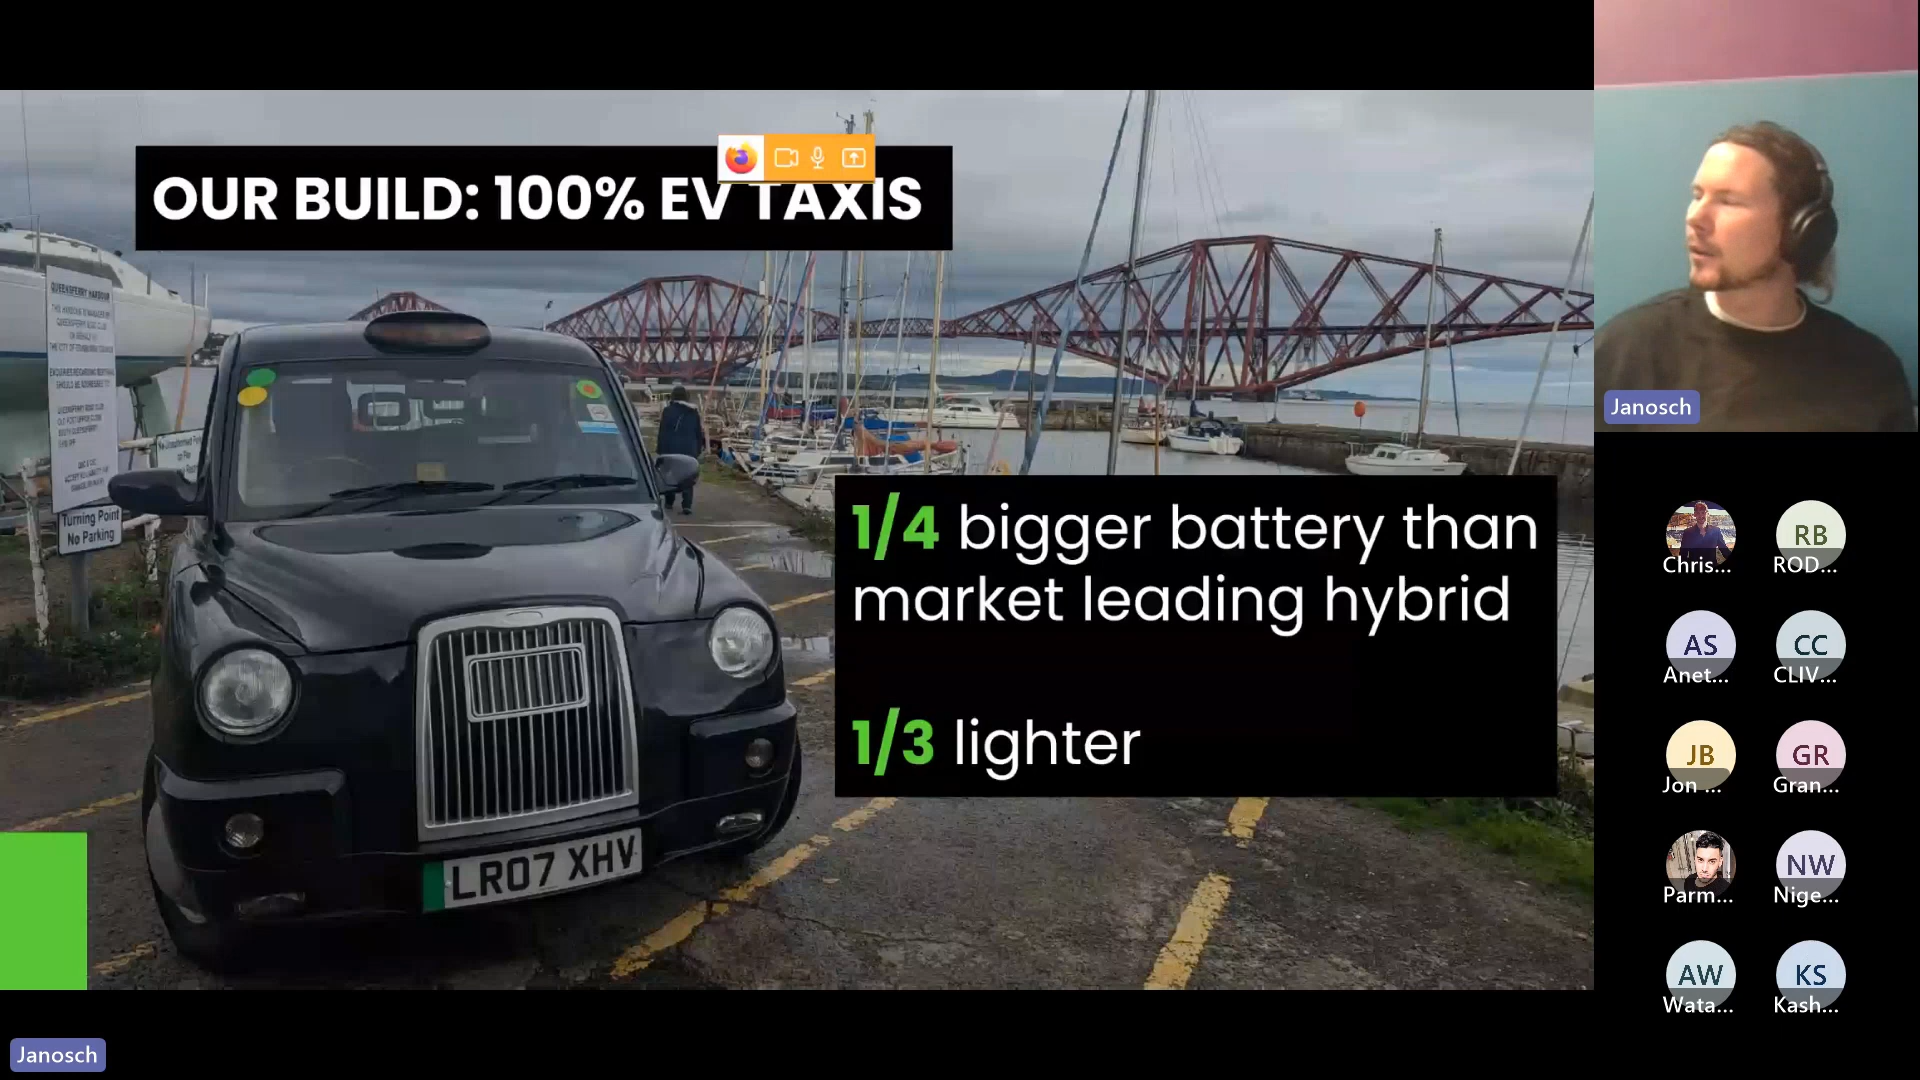 OUR BUILD: 100% EV TAXIS
QUEENSFERRY HARBOUR
Turning Point
No Parking
1/4 bigger battery than
market leading hybrid
1/3 lighter
LR07 XHV
Janosch
Chris...
RB
ROD...
AS
Anet...
CC
CLIV...
JB
Jon ...
GR
Gran...
Parm...
NW
Nige...
AW
Wata...
KS
Kash...
Janosch